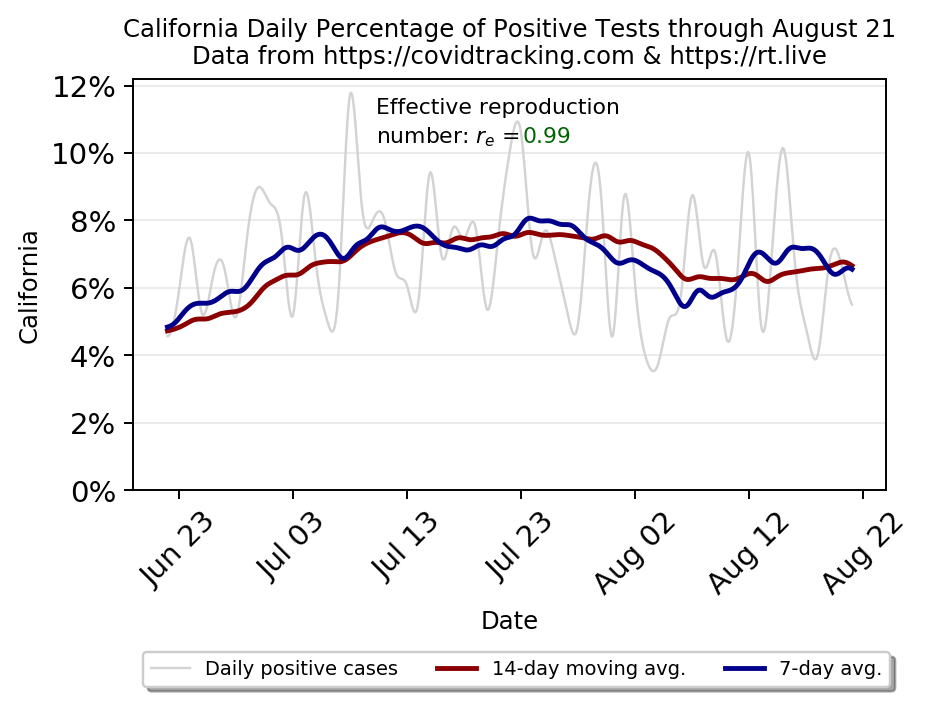 California Daily Percentage of Positive Tests through August 21
Data from https://covidtracking.com & https://rt.live
12%
Effective reproduction
number: rₑ =0.99
10%
8%
6%
4%
2%
0%
California
Jun 23
Jul 03
Jul 13
Jul 23
Aug 02
Aug 12
Aug 22
Date
Daily positive cases
14-day moving avg.
7-day avg.